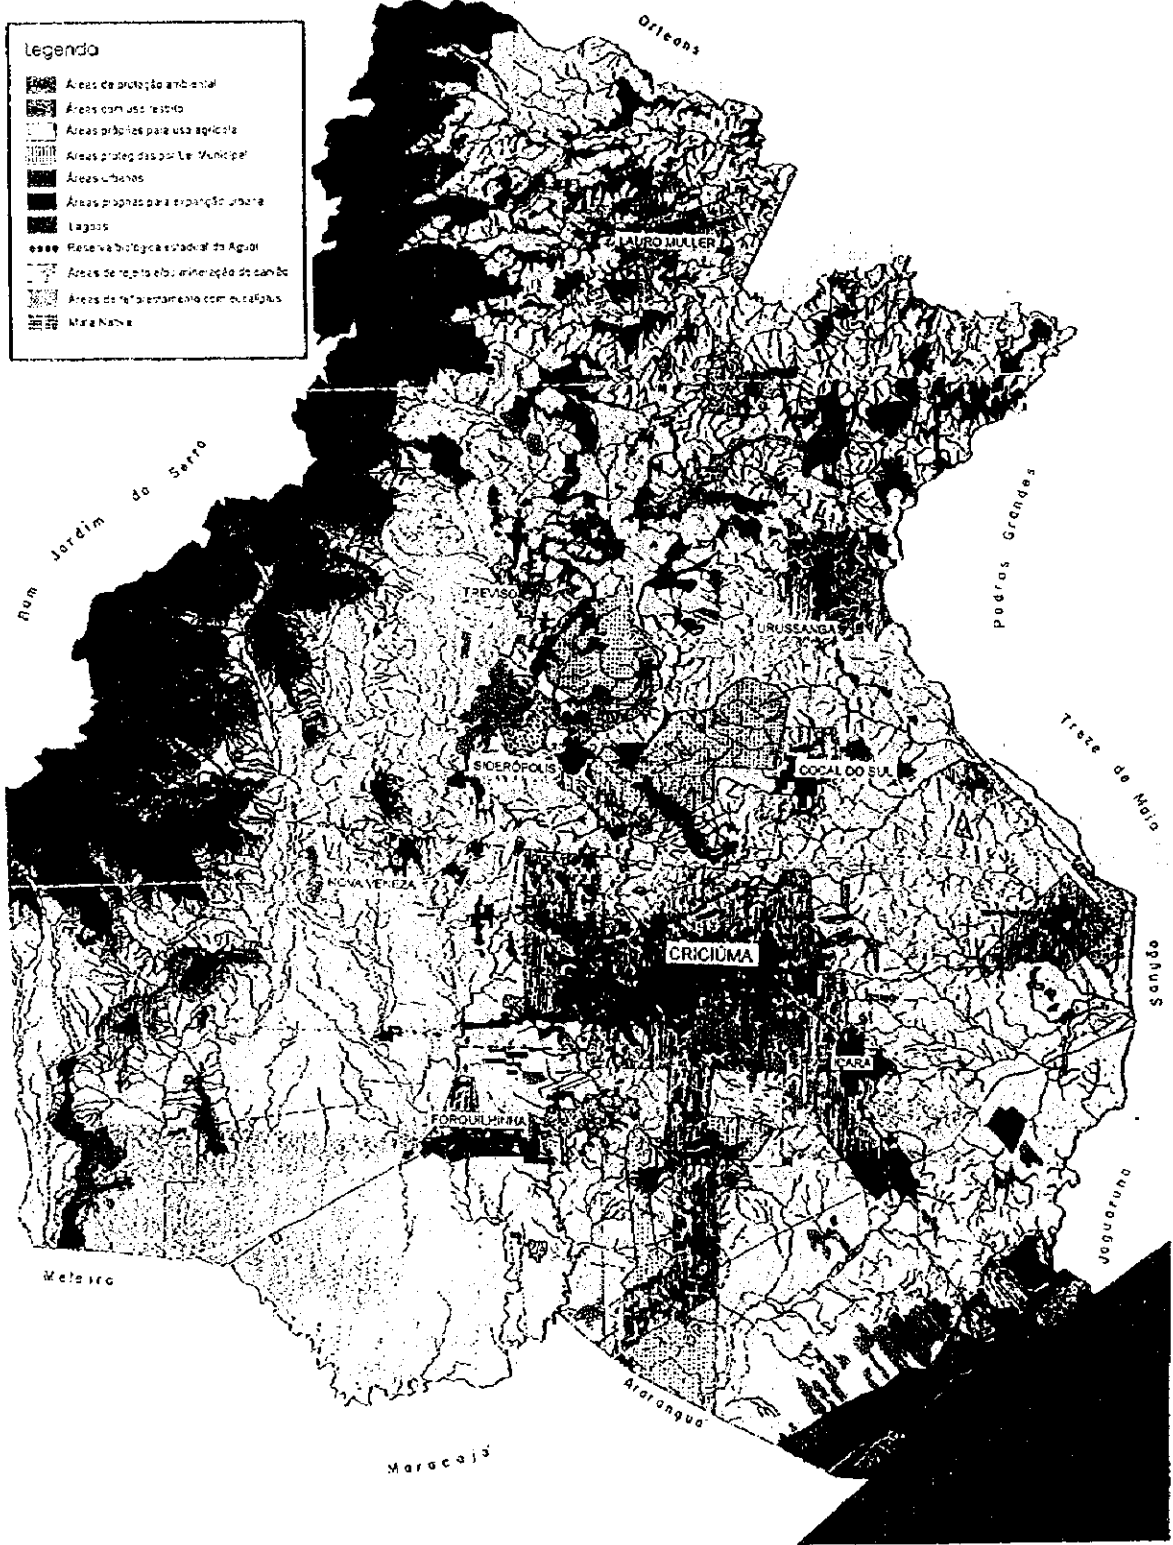 Legenda
Áreas de proteção ambiental
Áreas com uso restrito
Áreas próprias para uso agrícola
Áreas protegidas por Lei Municipal
Áreas urbanas
Áreas próprias para expanção urbana
Lagoas
Reserva biológica estadual do Aguaí
Áreas de rejeito e/ou mineração de carvão
Áreas de reflorestamento com eucaliptus
Mata Nativa
Orleans
LAURO MULLER
Jardim da Serra
Pedras Grandes
TREVISO
URUSSANGA
Treze de Maio
SIDERÓPOLIS
COCAL DO SUL
NOVA VENEZA
CRICIÚMA
Sangão
IÇARA
FORQUILHINHA
Jaguaruna
Meleiro
Araranguá
Maracajá